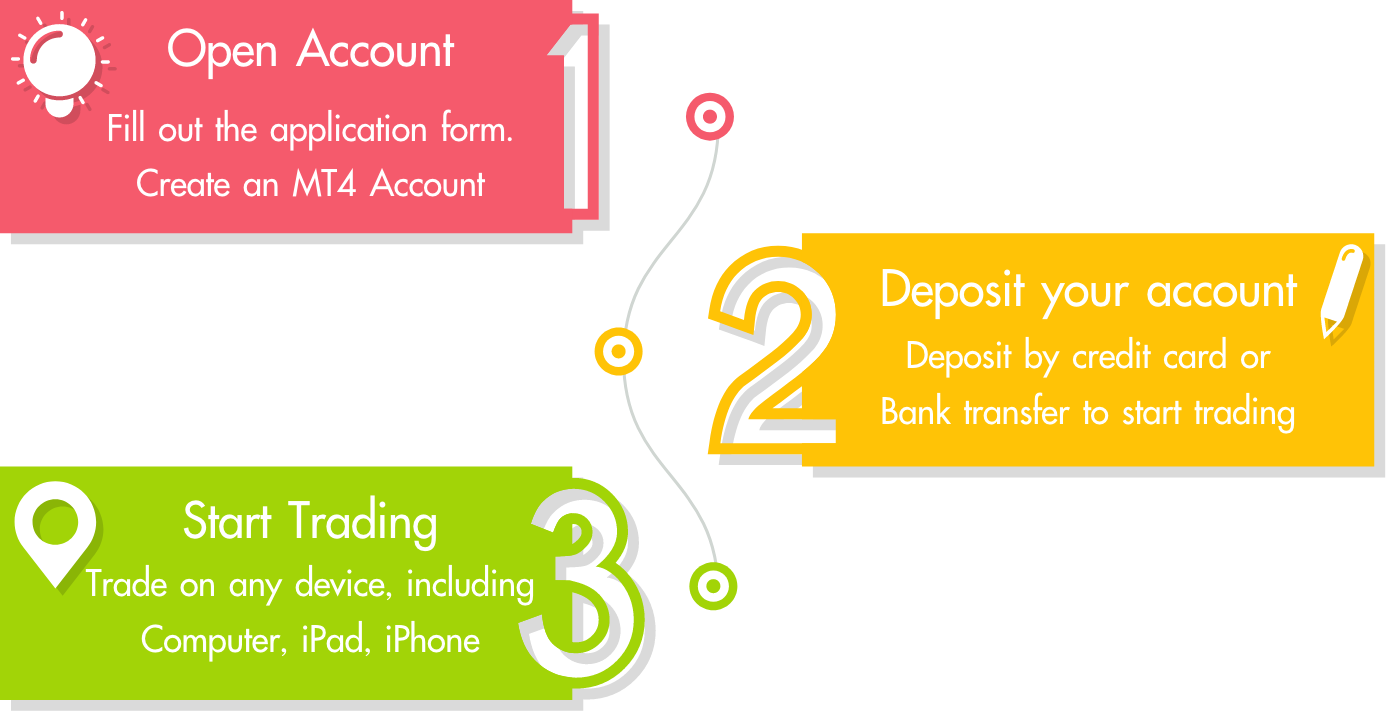 Open Account
Fill out the application form.
Create an MT4 Account
1
Deposit your account
Deposit by credit card or
Bank transfer to start trading
2
Start Trading
Trade on any device, including
Computer, iPad, iPhone
3